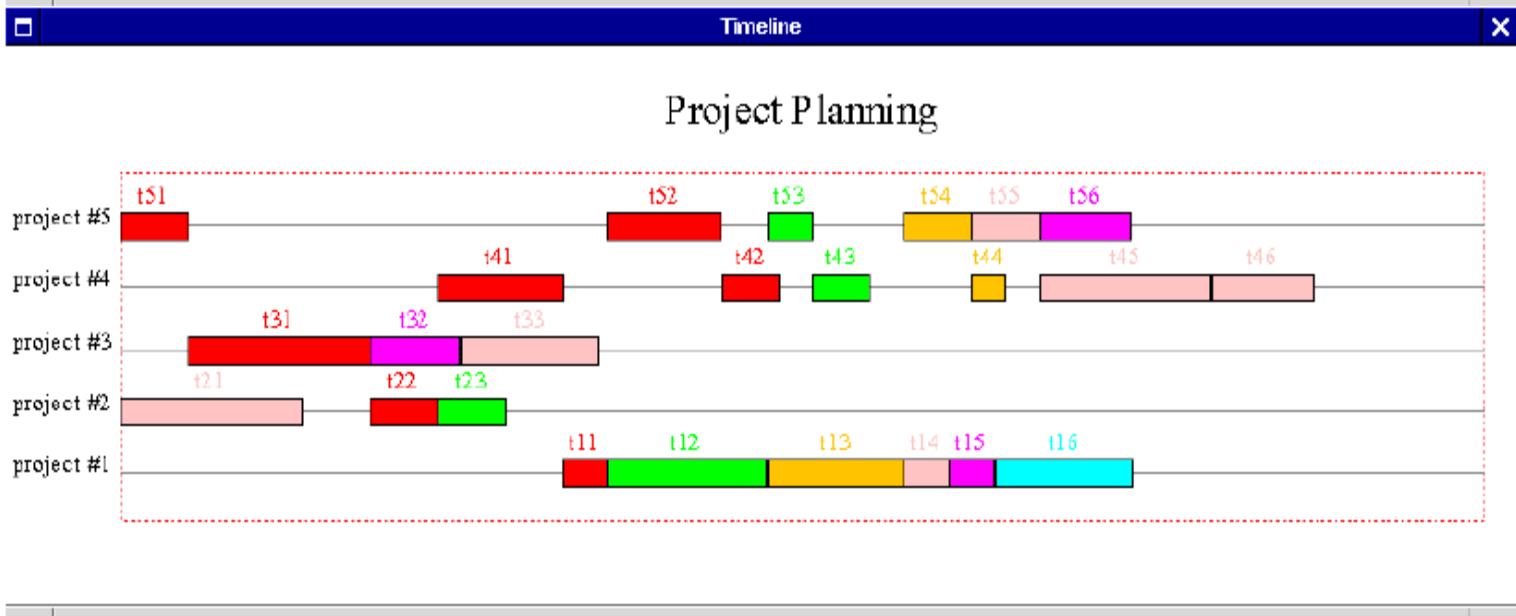 Timeline
Project Planning
t51 t52 t53 t54 t55 t56
project #5
t41 t42 t43 t44 t45 t46
project #4
t31 t32 t33
project #3
t21 t22 t23
project #2
t11 t12 t13 t14 t15 t16
project #1